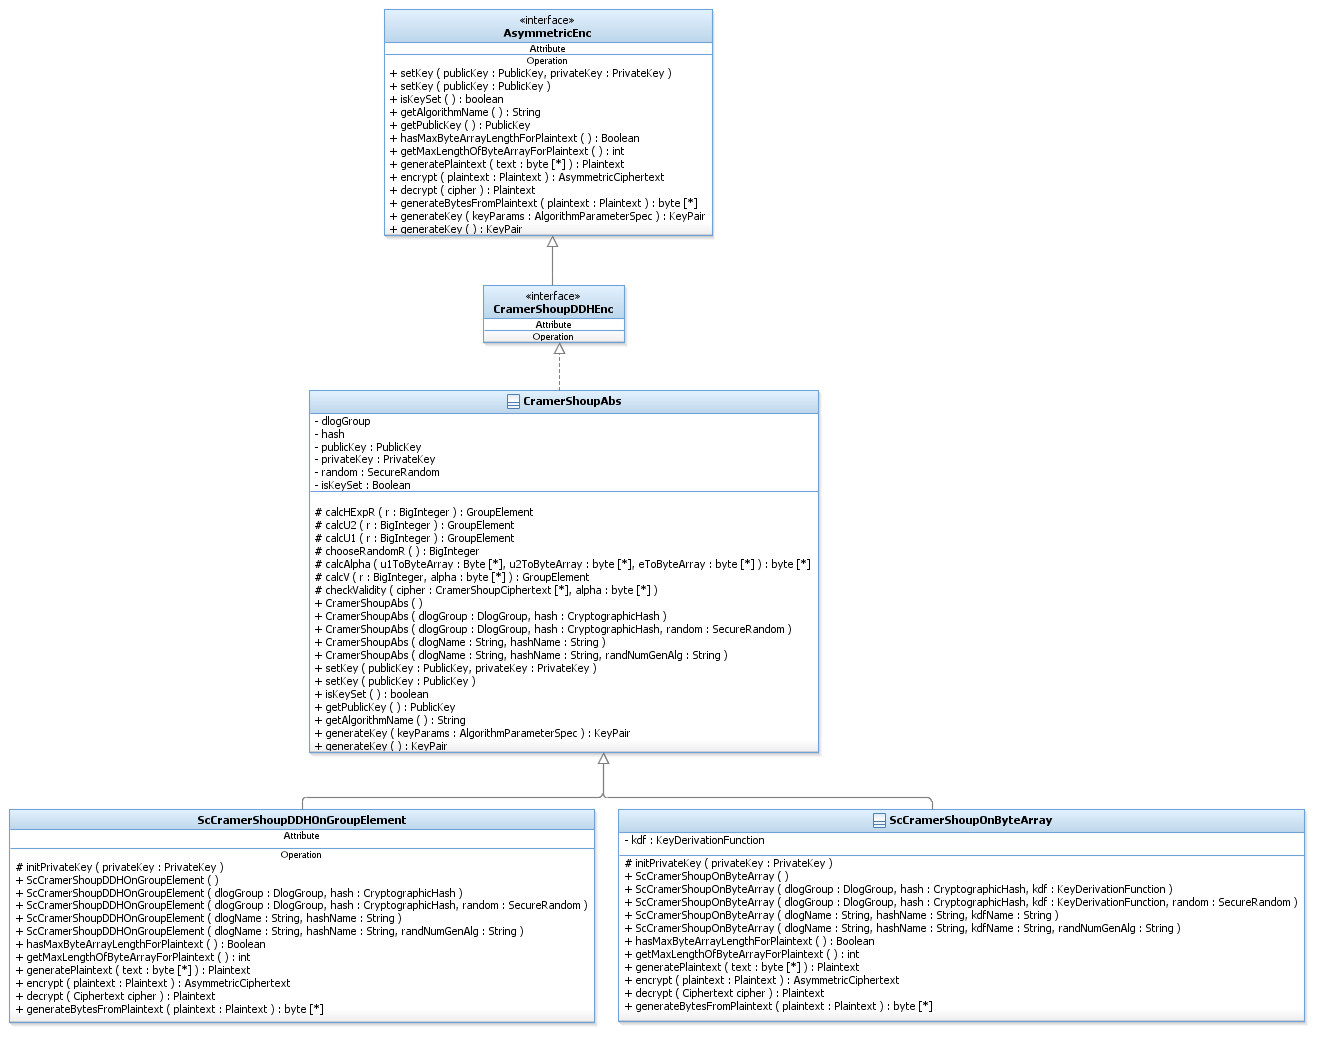 «interface»
AsymmetricEnc
Attribute
Operation
+ setKey ( publicKey : PublicKey, privateKey : PrivateKey )
+ setKey ( publicKey : PublicKey )
+ isKeySet ( ) : boolean
+ getAlgorithmName ( ) : String
+ getPublicKey ( ) : PublicKey
+ hasMaxByteArrayLengthForPlaintext ( ) : Boolean
+ getMaxLengthOfByteArrayForPlaintext ( ) : int
+ generatePlaintext ( text : byte [*] ) : Plaintext
+ encrypt ( plaintext : Plaintext ) : AsymmetricCiphertext
+ decrypt ( cipher ) : Plaintext
+ generateBytesFromPlaintext ( plaintext : Plaintext ) : byte [*]
+ generateKey ( keyParams : AlgorithmParameterSpec ) : KeyPair
+ generateKey ( ) : KeyPair
«interface»
CramerShoupDDHEnc
Attribute
Operation
CramerShoupAbs
- dlogGroup
- hash
- publicKey : PublicKey
- privateKey : PrivateKey
- random : SecureRandom
- isKeySet : Boolean
# calcHExpR ( r : BigInteger ) : GroupElement
# calcU2 ( r : BigInteger ) : GroupElement
# calcU1 ( r : BigInteger ) : GroupElement
# chooseRandomR ( ) : BigInteger
# calcAlpha ( u1ToByteArray : Byte [*], u2ToByteArray : byte [*], eToByteArray : byte [*] ) : byte [*]
# calcV ( r : BigInteger, alpha : byte [*] ) : GroupElement
# checkValidity ( cipher : CramerShoupCiphertext [*], alpha : byte [*] )
+ CramerShoupAbs ( )
+ CramerShoupAbs ( dlogGroup : DlogGroup, hash : CryptographicHash )
+ CramerShoupAbs ( dlogGroup : DlogGroup, hash : CryptographicHash, random : SecureRandom )
+ CramerShoupAbs ( dlogName : String, hashName : String )
+ CramerShoupAbs ( dlogName : String, hashName : String, randNumGenAlg : String )
+ setKey ( publicKey : PublicKey, privateKey : PrivateKey )
+ setKey ( publicKey : PublicKey )
+ isKeySet ( ) : boolean
+ getPublicKey ( ) : PublicKey
+ getAlgorithmName ( ) : String
+ generateKey ( keyParams : AlgorithmParameterSpec ) : KeyPair
+ generateKey ( ) : KeyPair
ScCramerShoupDDHOnGroupElement
Attribute
Operation
# initPrivateKey ( privateKey : PrivateKey )
+ ScCramerShoupDDHOnGroupElement ( )
+ ScCramerShoupDDHOnGroupElement ( dlogGroup : DlogGroup, hash : CryptographicHash )
+ ScCramerShoupDDHOnGroupElement ( dlogGroup : DlogGroup, hash : CryptographicHash, random : SecureRandom )
+ ScCramerShoupDDHOnGroupElement ( dlogName : String, hashName : String )
+ ScCramerShoupDDHOnGroupElement ( dlogName : String, hashName : String, randNumGenAlg : String )
+ hasMaxByteArrayLengthForPlaintext ( ) : Boolean
+ getMaxLengthOfByteArrayForPlaintext ( ) : int
+ generatePlaintext ( text : byte [*] ) : Plaintext
+ encrypt ( plaintext : Plaintext ) : AsymmetricCiphertext
+ decrypt ( Ciphertext cipher ) : Plaintext
+ generateBytesFromPlaintext ( plaintext : Plaintext ) : byte [*]
ScCramerShoupOnByteArray
- kdf : KeyDerivationFunction
# initPrivateKey ( privateKey : PrivateKey )
+ ScCramerShoupOnByteArray ( )
+ ScCramerShoupOnByteArray ( dlogGroup : DlogGroup, hash : CryptographicHash, kdf : KeyDerivationFunction )
+ ScCramerShoupOnByteArray ( dlogGroup : DlogGroup, hash : CryptographicHash, kdf : KeyDerivationFunction, random : SecureRandom )
+ ScCramerShoupOnByteArray ( dlogName : String, hashName : String, kdfName : String )
+ ScCramerShoupOnByteArray ( dlogName : String, hashName : String, kdfName : String, randNumGenAlg : String )
+ hasMaxByteArrayLengthForPlaintext ( ) : Boolean
+ getMaxLengthOfByteArrayForPlaintext ( ) : int
+ generatePlaintext ( text : byte [*] ) : Plaintext
+ encrypt ( plaintext : Plaintext ) : AsymmetricCiphertext
+ decrypt ( Ciphertext cipher ) : Plaintext
+ generateBytesFromPlaintext ( plaintext : Plaintext ) : byte [*]